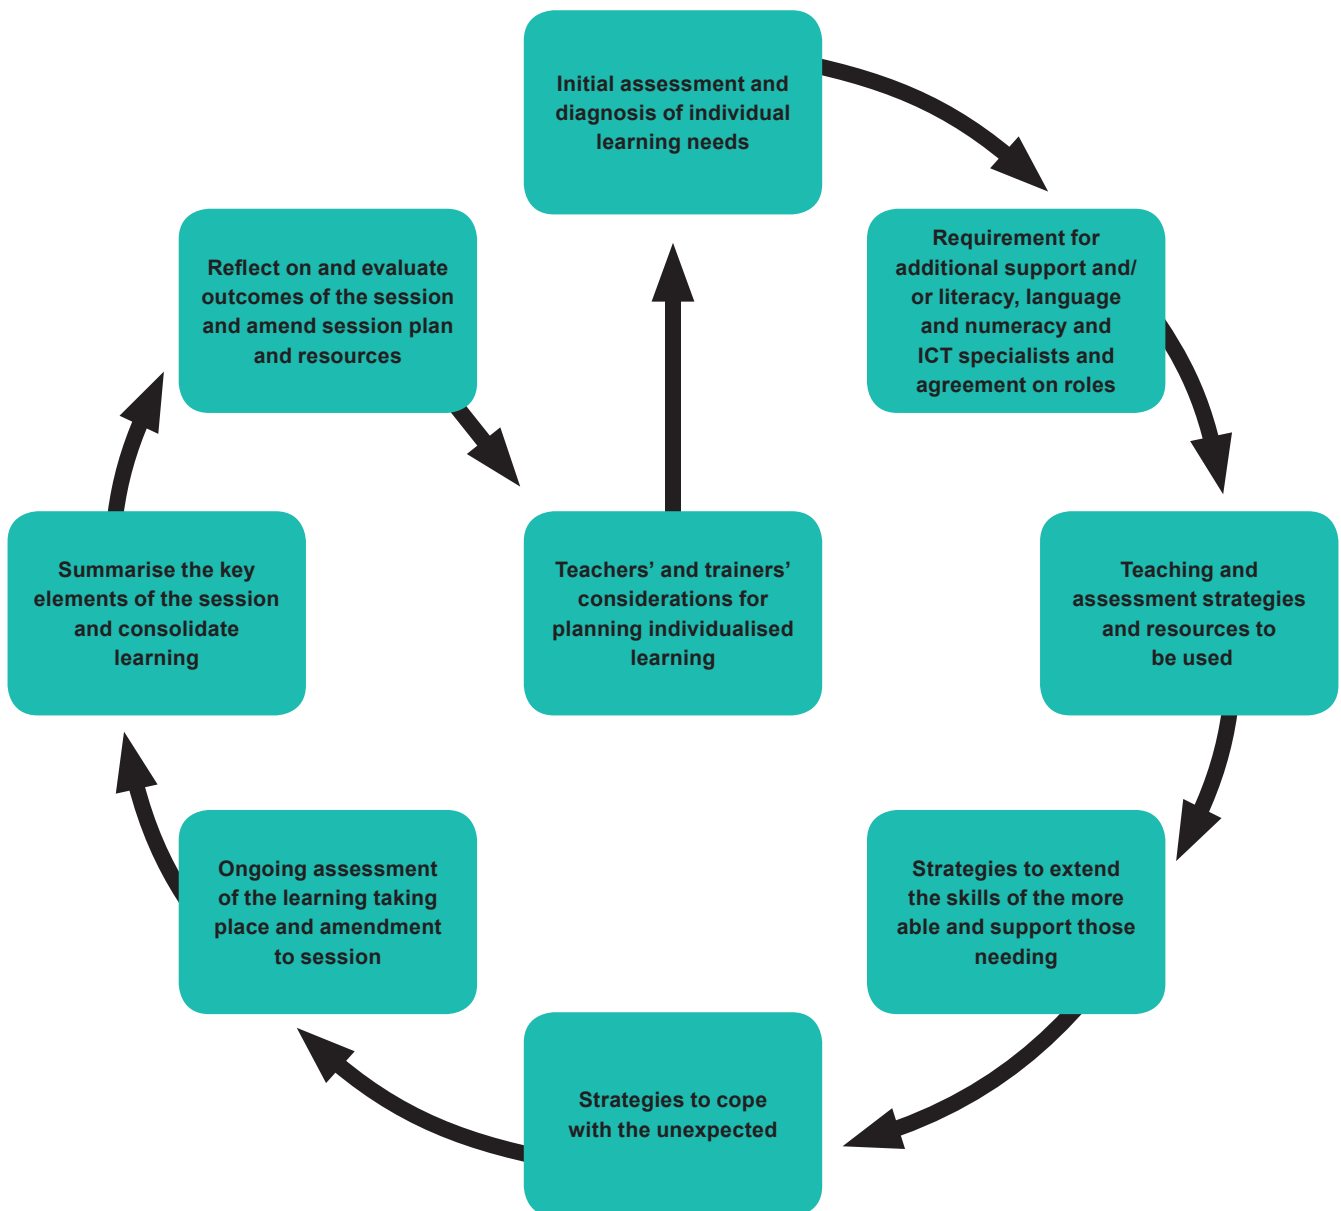 Initial assessment and
diagnosis of individual
learning needs
Requirement for
additional support and/
or literacy, language
and numeracy and
ICT specialists and
agreement on roles
Teaching and
assessment strategies
and resources to
be used
Strategies to extend
the skills of the more
able and support those
needing
Strategies to cope
with the unexpected
Ongoing assessment
of the learning taking
place and amendment
to session
Summarise the key
elements of the session
and consolidate
learning
Reflect on and evaluate
outcomes of the session
and amend session plan
and resources
Teachers’ and trainers’
considerations for
planning individualised
learning